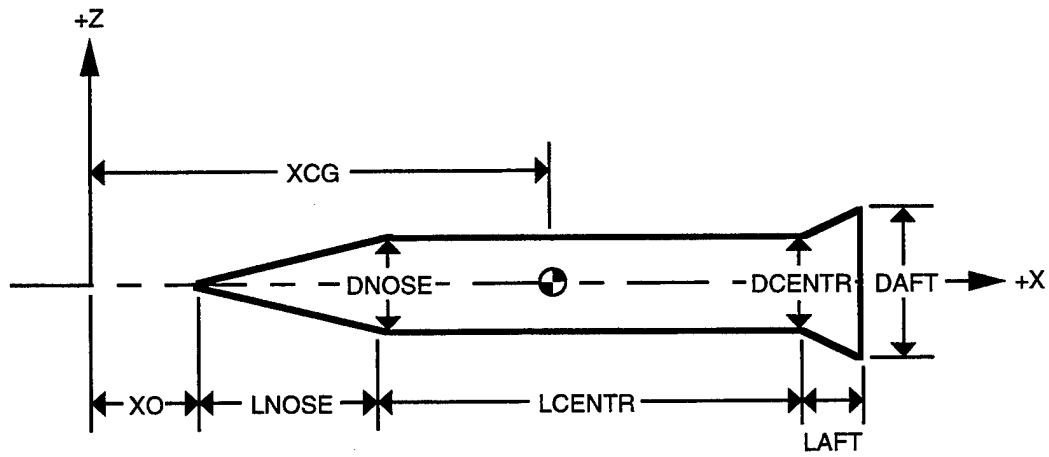 +Z
XCG
DNOSE
DCENTR
DAFT
+X
XO
LNOSE
LCENTR
LAFT